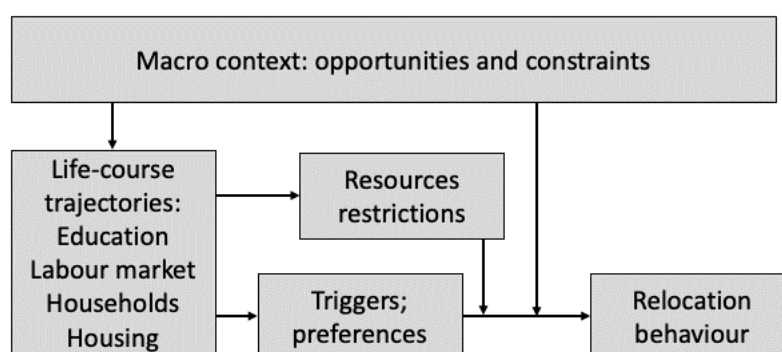 Macro context: opportunities and constraints
Life-course
trajectories:
Education
Labour market
Households
Housing
Resources
restrictions
Triggers;
preferences
Relocation
behaviour